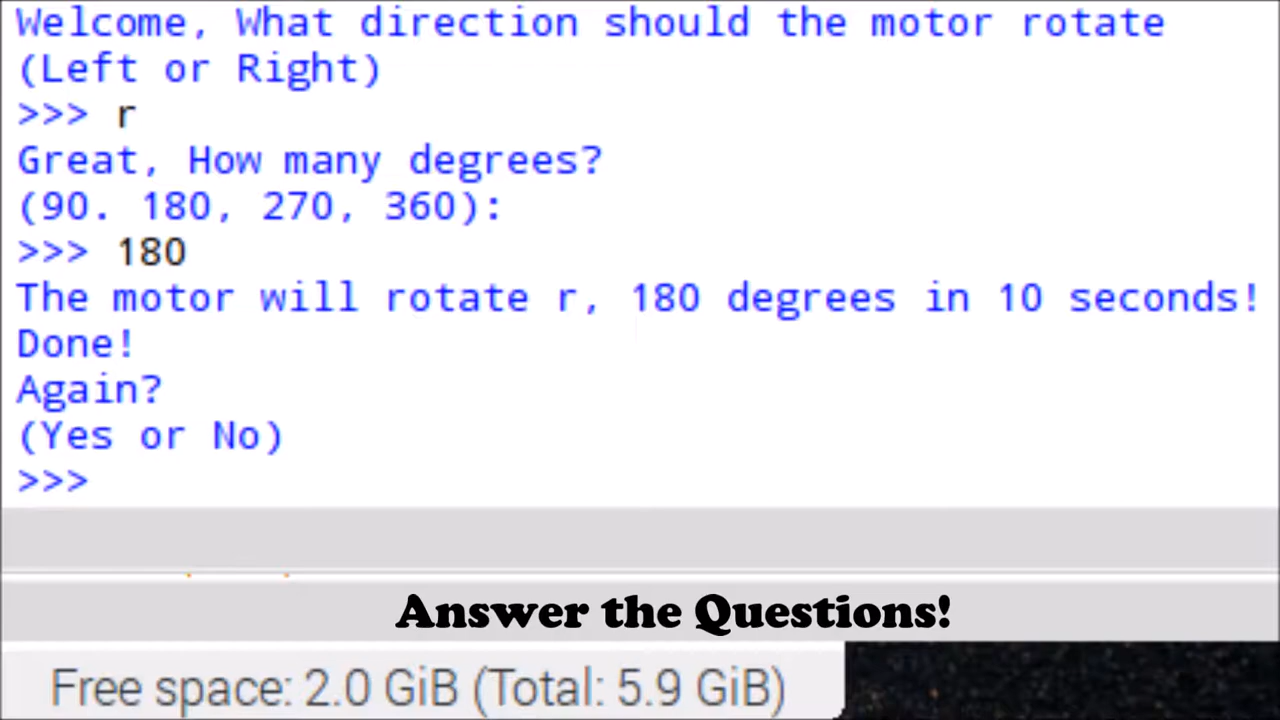 Welcome, What direction should the motor rotate
(Left or Right)
>>> r
Great, How many degrees?
(90. 180, 270, 360):
>>> 180
The motor will rotate r, 180 degrees in 10 seconds!
Done!
Again?
(Yes or No)
>>>
Answer the Questions!
Free space: 2.0 GiB (Total: 5.9 GiB)